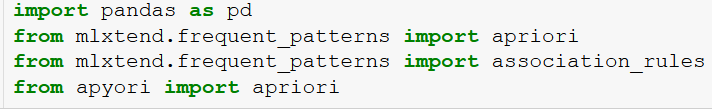 import pandas as pd
from mlxtend.frequent_patterns import apriori
from mlxtend.frequent_patterns import association_rules
from apyori import apriori